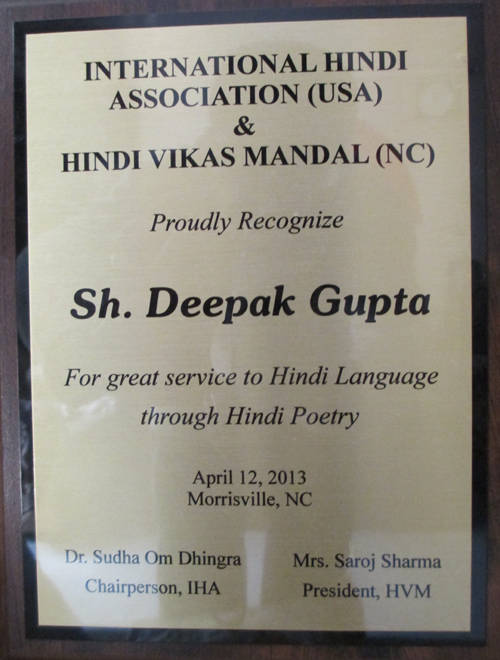 INTERNATIONAL HINDI
ASSOCIATION (USA)
&
HINDI VIKAS MANDAL (NC)
Proudly Recognize
Sh. Deepak Gupta
For great service to Hindi Language
through Hindi Poetry
April 12, 2013
Morrisville, NC
Dr. Sudha Om Dhingra
Chairperson, IHA
Mrs. Saroj Sharma
President, HVM